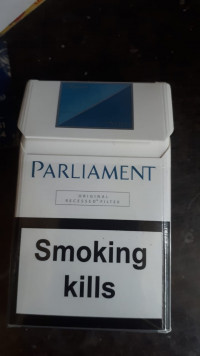 PARLIAMENT
ORIGINAL
RECESSED FILTER
Smoking
kills